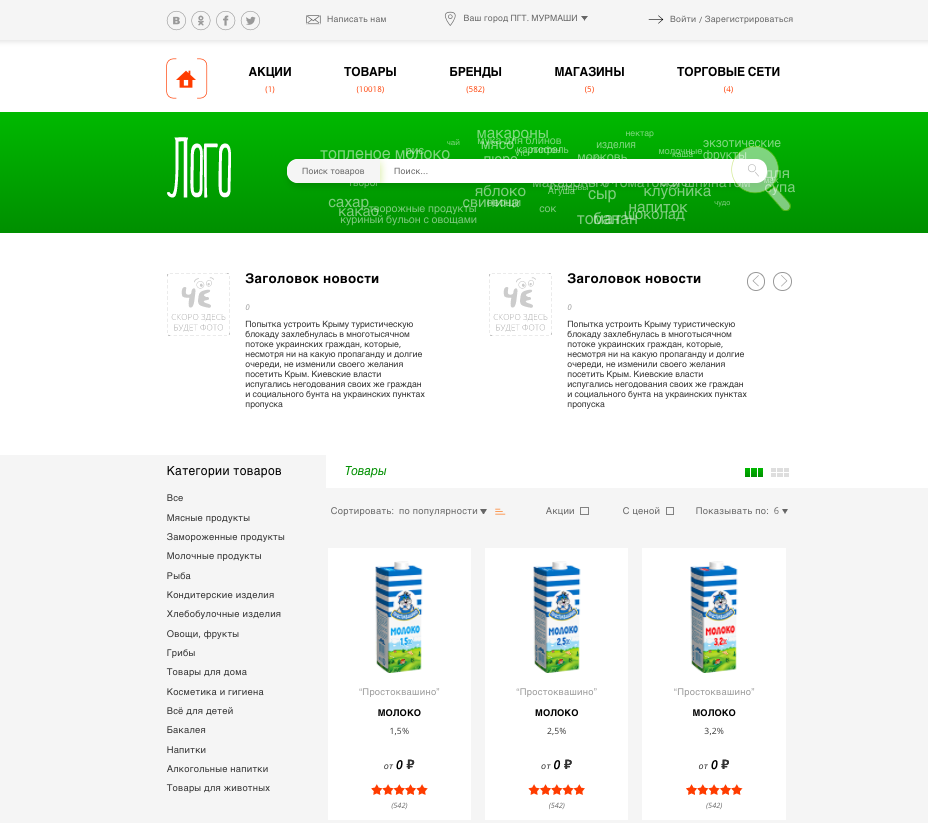 Написать нам
Ваш город ПГТ. МУРМАШИ
Войти / Зарегистрироваться
АКЦИИ
(1)
ТОВАРЫ
(10018)
БРЕНДЫ
(582)
МАГАЗИНЫ
(5)
ТОРГОВЫЕ СЕТИ
(4)
Лого
макароны
нектар
чай
мясо
изделия
экзотические
фрукты
топленое молоко
рис
картофель
молочные
морковь
для
супа
Поиск товаров
Поиск...
яблоко
Агуша
сыр
клубника
сахар
свинина
какао
творожные продукты
сок
напиток
чудо
куриный бульон с овощами
томат
банан
шоколад
Заголовок новости
0
Попытка устроить Крыму туристическую
блокаду захлебнулась в многотысячном
потоке украинских граждан, которые,
несмотря ни на какую пропаганду и долгие
очереди, не изменили своего желания
посетить Крым. Киевские власти
испугались негодования своих же граждан
и социального бунта на украинских пунктах
пропуска
ЧЁ
СКОРО ЗДЕСЬ
БУДЕТ ФОТО
Заголовок новости
0
Попытка устроить Крыму туристическую
блокаду захлебнулась в многотысячном
потоке украинских граждан, которые,
несмотря ни на какую пропаганду и долгие
очереди, не изменили своего желания
посетить Крым. Киевские власти
испугались негодования своих же граждан
и социального бунта на украинских пунктах
пропуска
ЧЁ
СКОРО ЗДЕСЬ
БУДЕТ ФОТО
Категории товаров
Все
Мясные продукты
Замороженные продукты
Молочные продукты
Рыба
Кондитерские изделия
Хлебобулочные изделия
Овощи, фрукты
Грибы
Товары для дома
Косметика и гигиена
Всё для детей
Бакалея
Напитки
Алкогольные напитки
Товары для животных
Товары
Сортировать: по популярности
Акции
С ценой
Показывать по: 6
МОЛОКО
1,5%
"Простоквашино"
МОЛОКО
1,5%
от 0 ₽
(542)
МОЛОКО
2,5%
"Простоквашино"
МОЛОКО
2,5%
от 0 ₽
(542)
МОЛОКО
3,2%
"Простоквашино"
МОЛОКО
3,2%
от 0 ₽
(542)